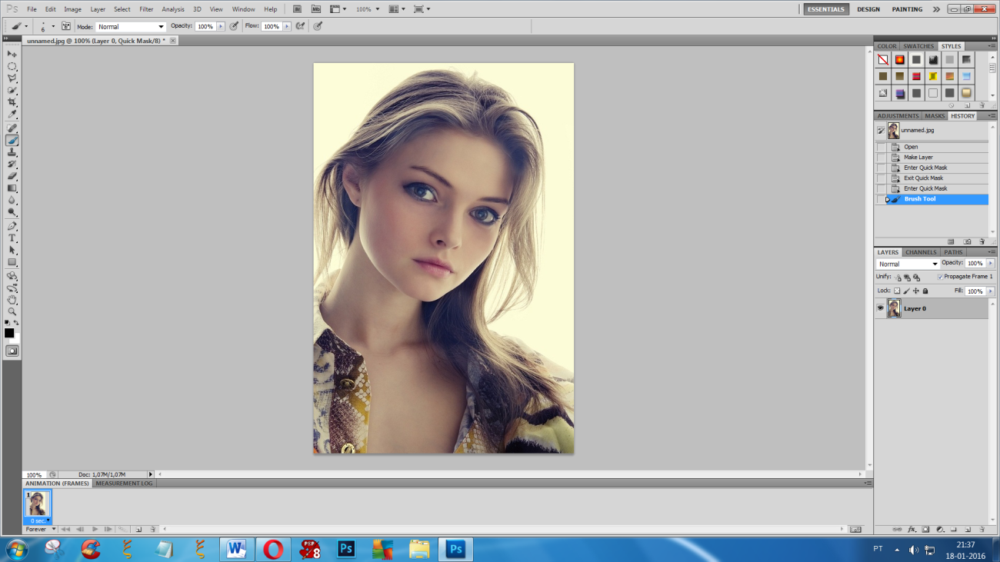 Ps File Edit Image Layer Select Filter Analysis 3D View Window Help Br Mb 100% ESSENTIALS DESIGN PAINTING
6 Mode: Normal Opacity: 100% Flow: 100%
unnamed.jpg @ 100% (Layer 0, Quick Mask/8) *
COLOR SWATCHES STYLES
ADJUSTMENTS MASKS HISTORY
unnamed.jpg
Open
Make Layer
Enter Quick Mask
Exit Quick Mask
Enter Quick Mask
Brush Tool
LAYERS CHANNELS PATHS
Normal Opacity: 100%
Unify: Propagate Frame 1
Lock: Fill: 100%
Layer 0
100% Doc: 1,07M/1,07M
ANIMATION (FRAMES) MEASUREMENT LOG
1
0 sec.
Forever
fx.
W PSP 8 Ps Ps
PT 21:37
18-01-2016